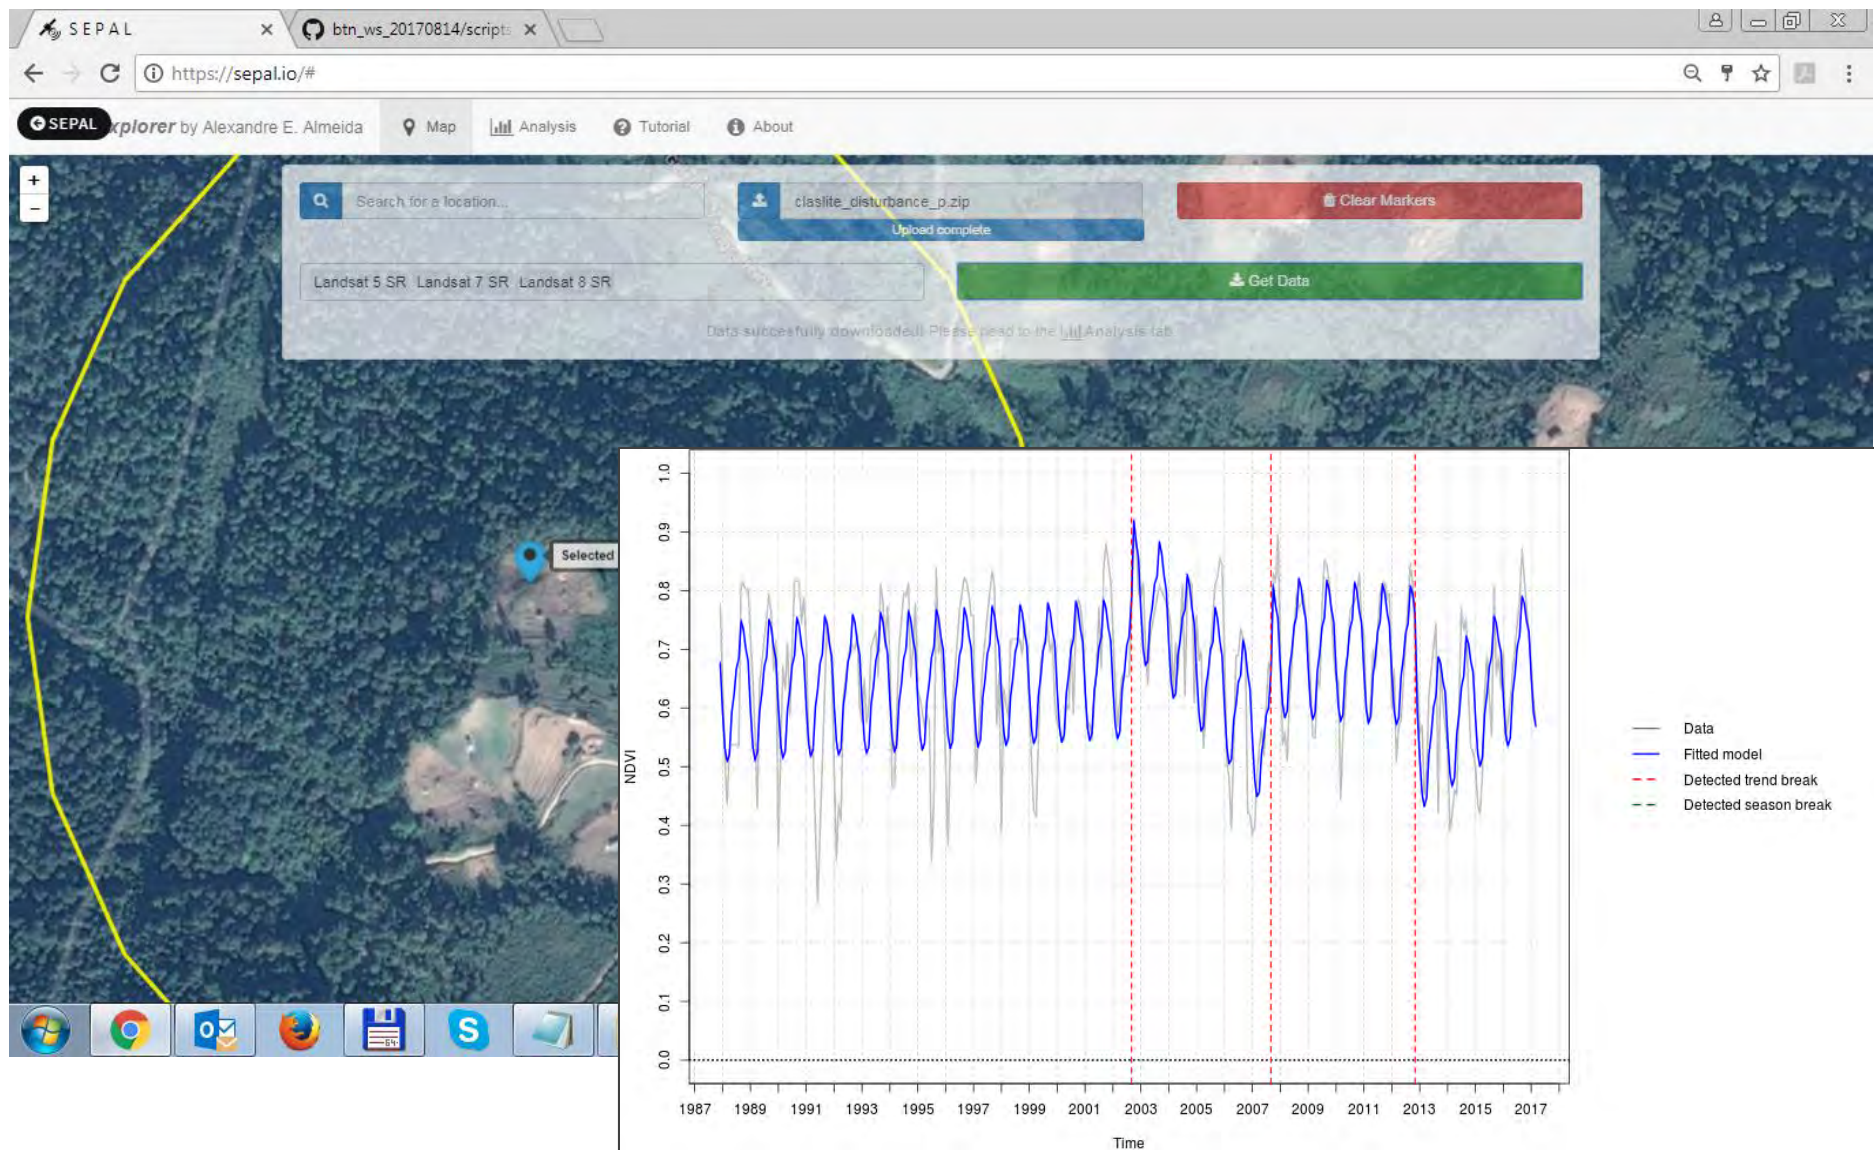 SEPAL
btn_ws_20170814/scripts
https://sepal.io/#
SEPAL xplorer by Alexandre E. Almeida Map Analysis Tutorial About
+
-
Search for a location... claslite_disturbance_p.zip Clear Markers
Upload complete
Landsat 5 SR Landsat 7 SR Landsat 8 SR Get Data
Data succesfully downloaded! Please head to the Analysis tab
Selected
1.0
0.9
0.8
0.7
0.6
0.5
0.4
0.3
0.2
0.1
0.0
NDVI
Data
Fitted model
Detected trend break
Detected season break
1987 1989 1991 1993 1995 1997 1999 2001 2003 2005 2007 2009 2011 2013 2015 2017
Time
64